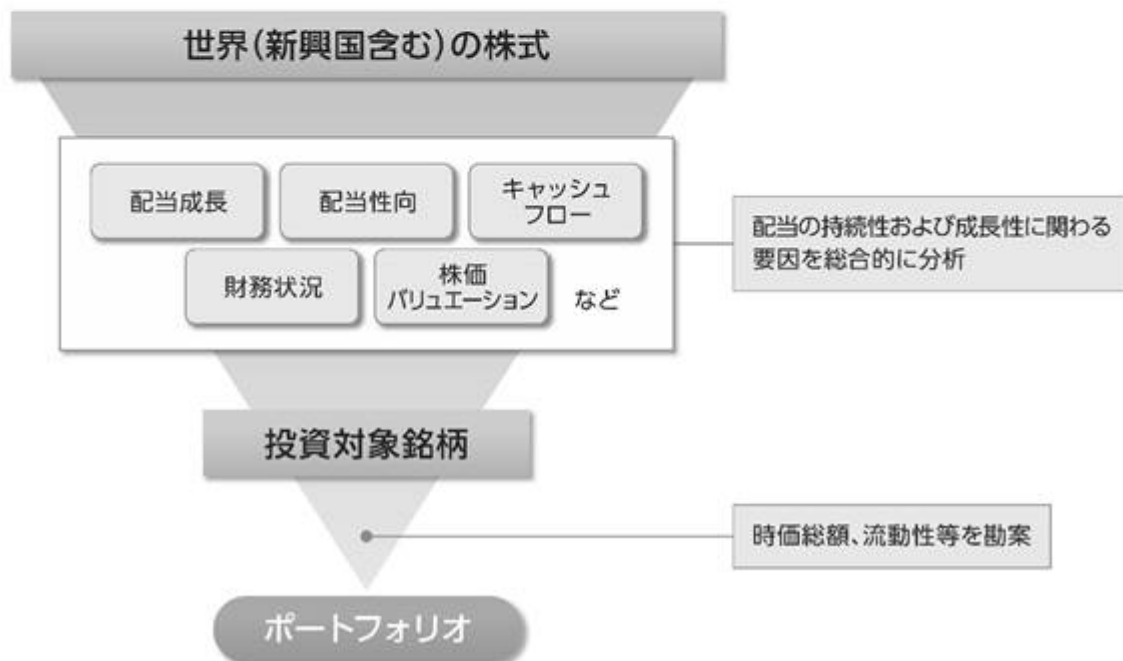 世界(新興国含む)の株式
配当成長
配当性向
キャッシュ
フロー
財務状況
株価
バリュエーション
など
配当の持続性および成長性に関わる
要因を総合的に分析
投資対象銘柄
時価総額、流動性等を勘案
ポートフォリオ